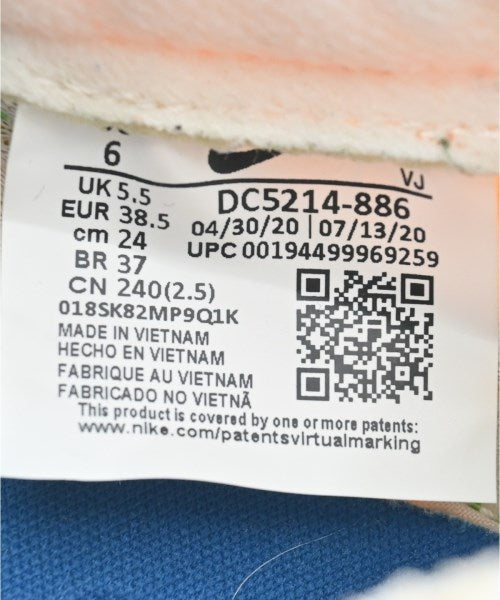 6
VJ
UK 5.5
DC5214-886
EUR 38.5
04/30/20 | 07/13/20
cm 24
UPC 00194499969259
BR 37
CN 240(2.5)
018SK82MP9Q1K
MADE IN VIETNAM
HECHO EN VIETNAM
FABRIQUE AU VIETNAM
FABRICADO NO VIETNÃ
This product is covered by one or more patents:
www.nike.com/patentsvirtualmarking